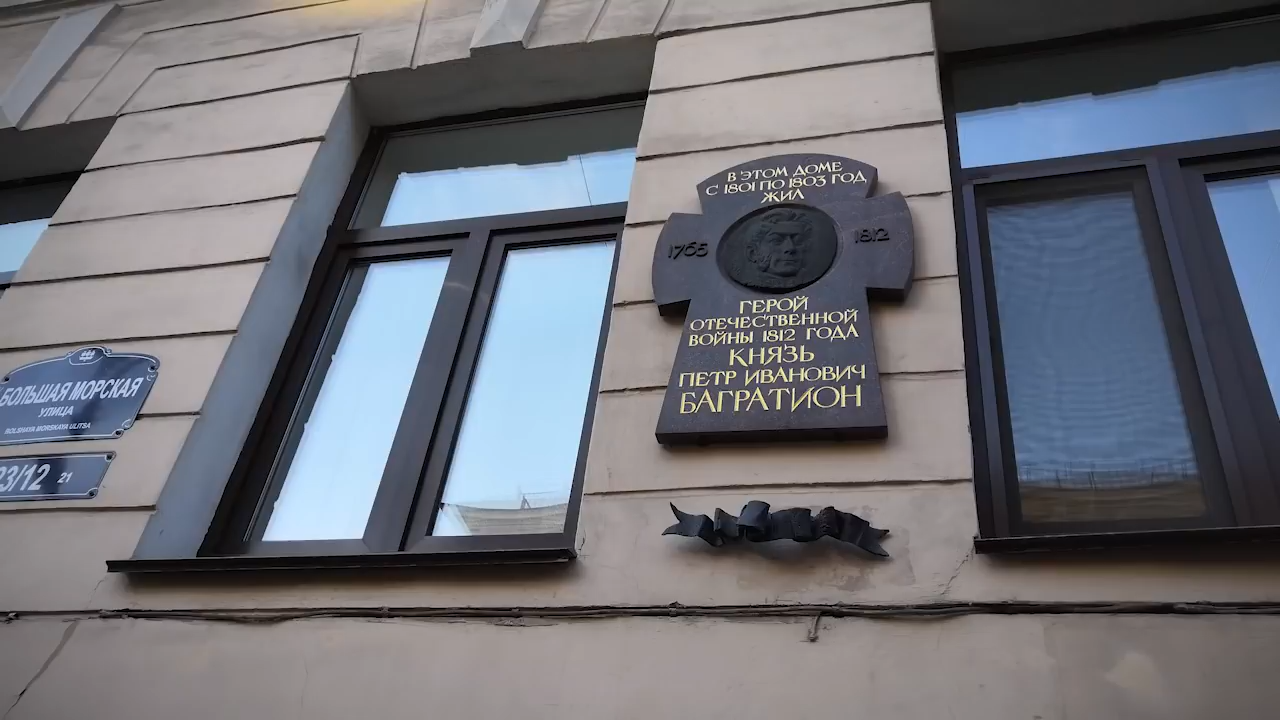 В ЭТОМ ДОМЕ
С 1801 ПО 1803 ГОД
ЖИЛ
1765
1812
ГЕРОЙ
ОТЕЧЕСТВЕННОЙ
ВОЙНЫ 1812 ГОДА
КНЯЗЬ
ПЕТР ИВАНОВИЧ
БАГРАТИОН
БОЛЬШАЯ МОРСКАЯ
УЛИЦА
BOLSHAYA MORSKAYA ULITSA
23/12 21